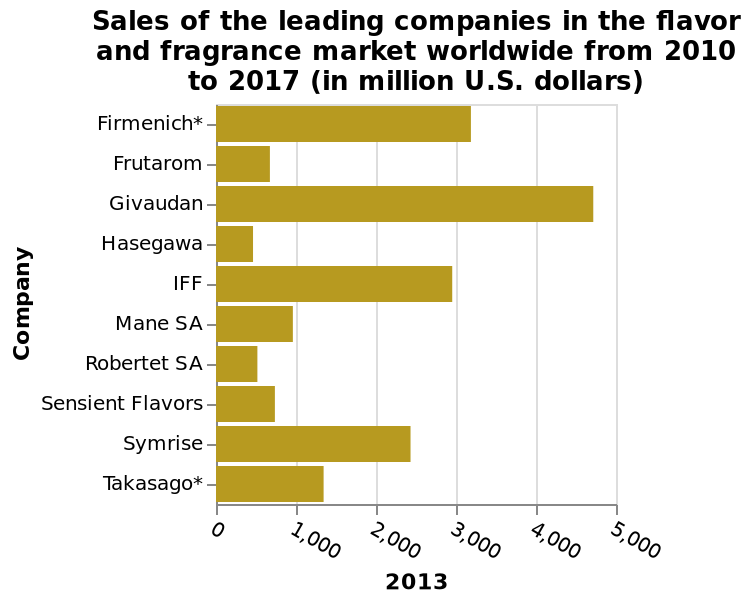 Sales of the leading companies in the flavor
and fragrance market worldwide from 2010
to 2017 (in million U.S. dollars)
Firmenich*
Frutarom
Givaudan
Hasegawa
IFF
Mane SA
Robertet SA
Sensient Flavors
Symrise
Takasago*
Company
0
1,000
2,000
3,000
4,000
5,000
2013